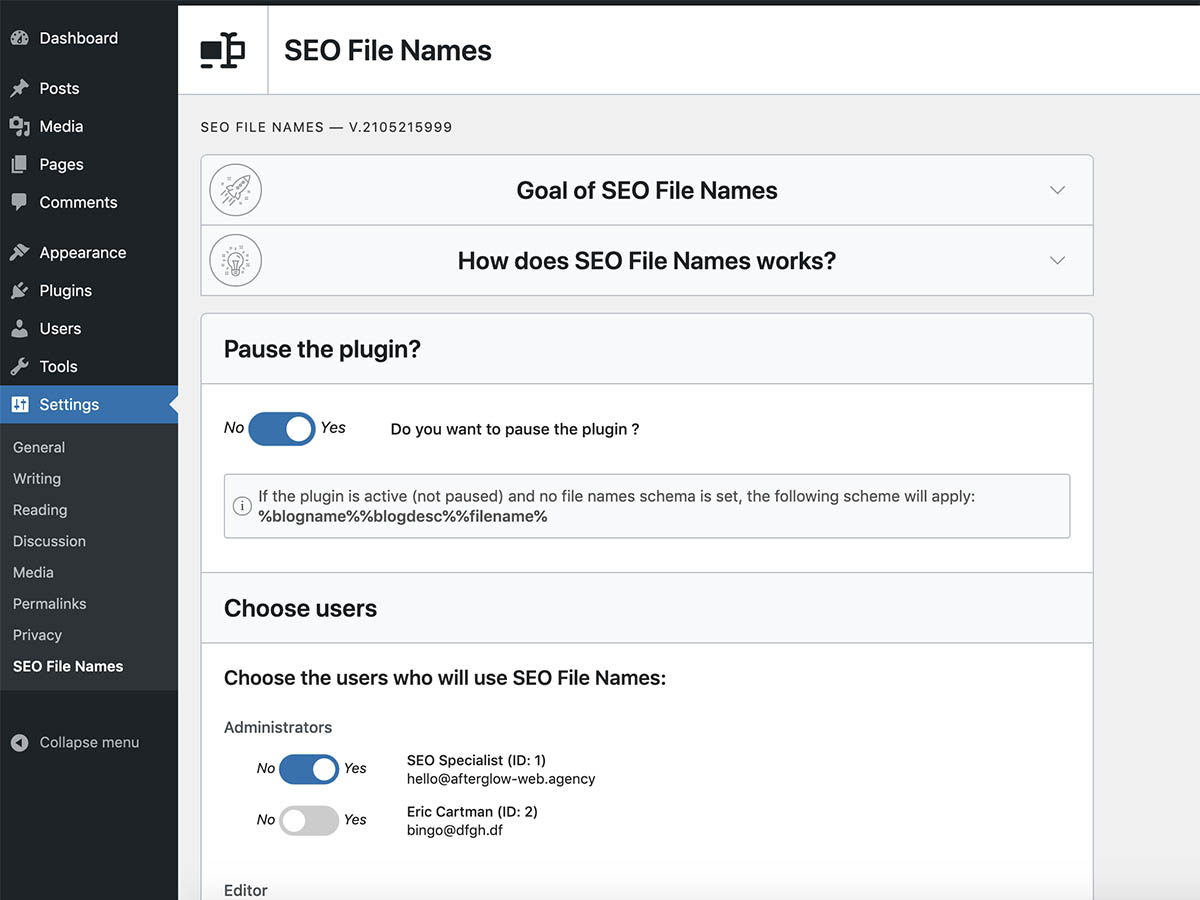 Dashboard
Posts
Media
Pages
Comments
Appearance
Plugins
Users
Tools
Settings
General
Writing
Reading
Discussion
Media
Permalinks
Privacy
SEO File Names
Collapse menu
SEO File Names
SEO FILE NAMES — V.2105215999
Goal of SEO File Names
How does SEO File Names works?
Pause the plugin?
No Yes Do you want to pause the plugin ?
If the plugin is active (not paused) and no file names schema is set, the following scheme will apply:
%blogname%%blogdesc%%filename%
Choose users
Choose the users who will use SEO File Names:
Administrators
No Yes SEO Specialist (ID: 1)
hello@afterglow-web.agency
No Yes Eric Cartman (ID: 2)
bingo@dfgh.df
Editor